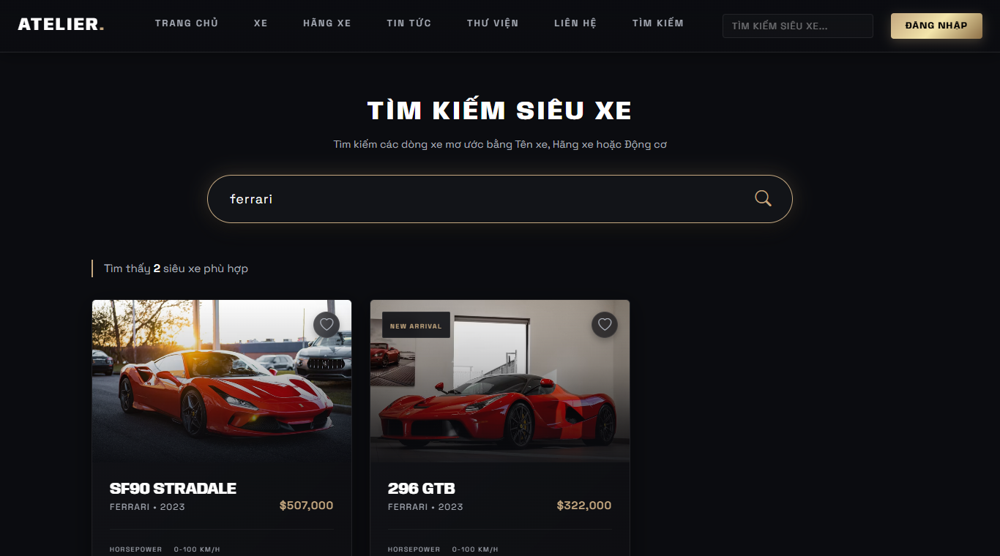 ATELIER.
TRANG CHỦ
XE
HÃNG XE
TIN TỨC
THƯ VIỆN
LIÊN HỆ
TÌM KIẾM
TÌM KIẾM SIÊU XE...
ĐĂNG NHẬP
TÌM KIẾM SIÊU XE
Tìm kiếm các dòng xe mơ ước bằng Tên xe, Hãng xe hoặc Động cơ
ferrari
Tìm thấy 2 siêu xe phù hợp
NEW ARRIVAL
SF90 STRADALE
FERRARI • 2023
$507,000
HORSEPOWER
0-100 KM/H
296 GTB
FERRARI • 2023
$322,000
HORSEPOWER
0-100 KM/H